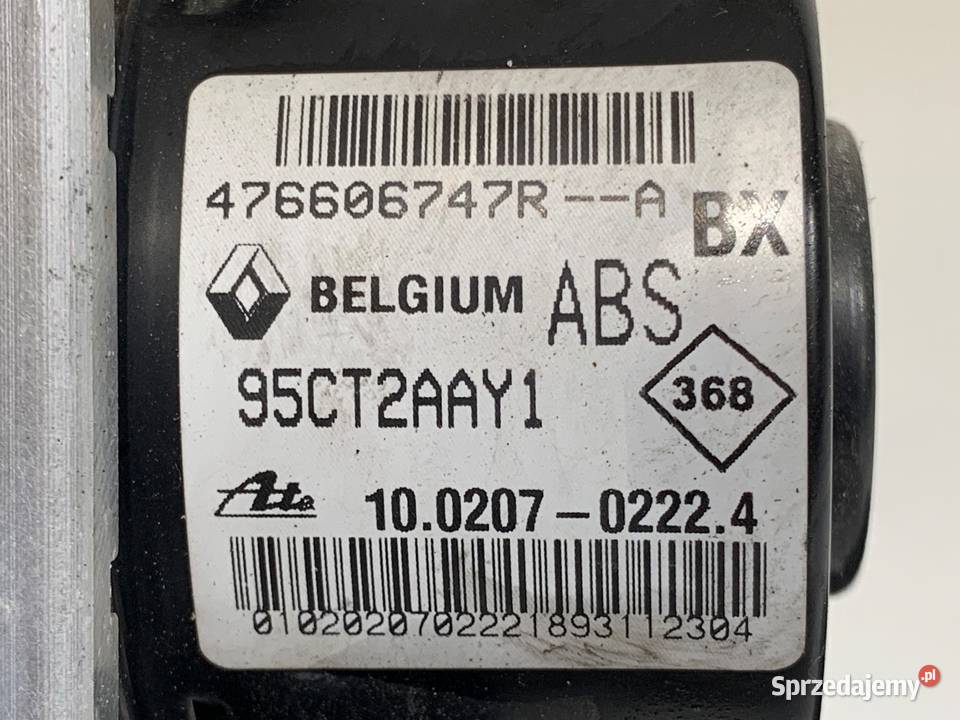 476606747R--A
BX
BELGIUM ABS
95CT2AAY1
368
Ate 10.0207-0222.4
0102020702221893112304
Sprzedajemy.pl